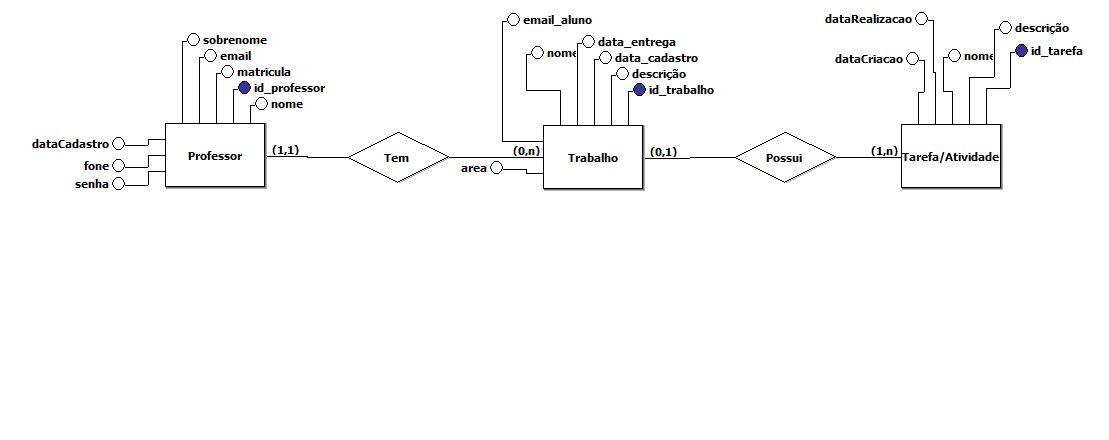 sobrenome
email
matricula
id_professor
nome
dataCadastro
fone
senha
Professor
(1,1)
Tem
(0,n)
email_aluno
nome
data_entrega
data_cadastro
descrição
id_trabalho
area
Trabalho
(0,1)
Possui
(1,n)
dataRealizacao
dataCriacao
nome
descrição
id_tarefa
Tarefa/Atividade